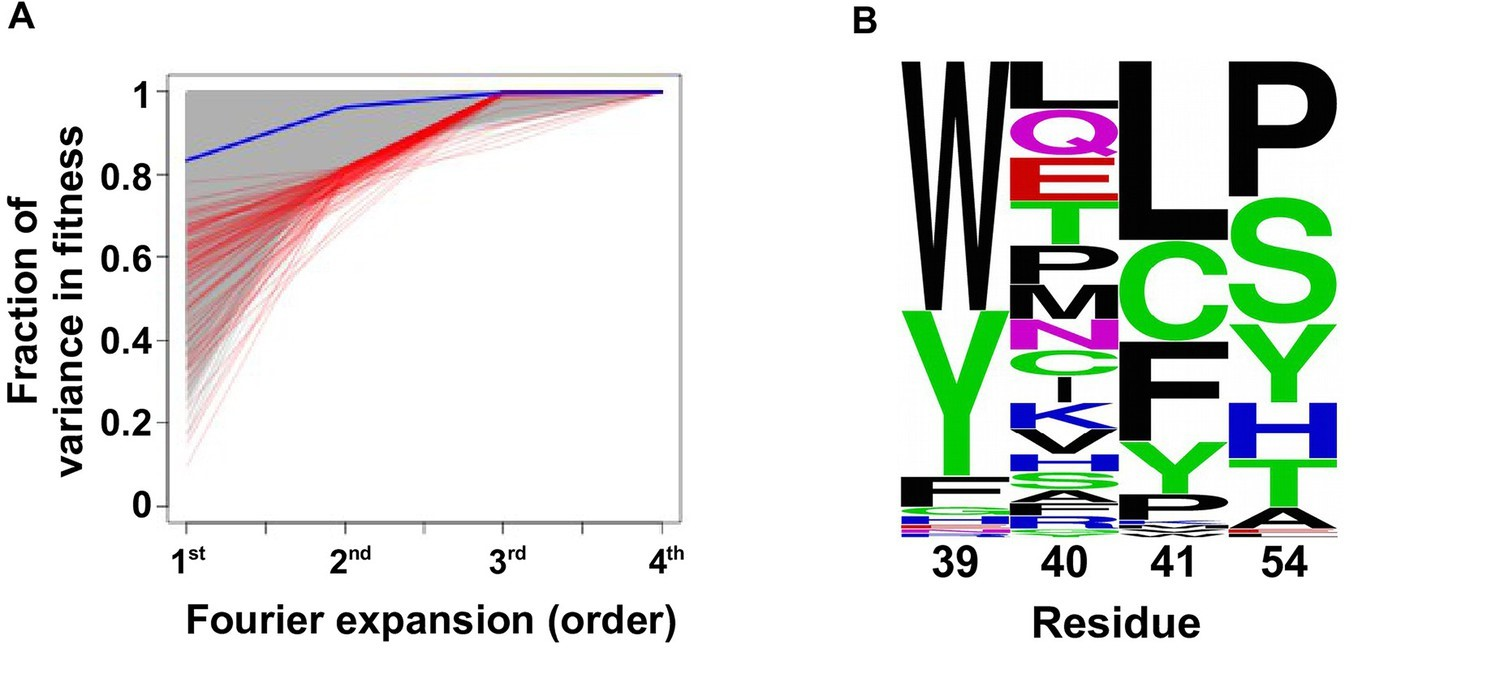 A
B
Fraction of
variance in fitness
1
0.8
0.6
0.4
0.2
0
1st
2nd
3rd
4th
Fourier expansion (order)
W
Y
F
L
Q
E
T
P
M
N
C
I
K
V
H
S
A
F
R
L
C
F
Y
P
P
S
Y
H
T
A
39 40 41 54
Residue